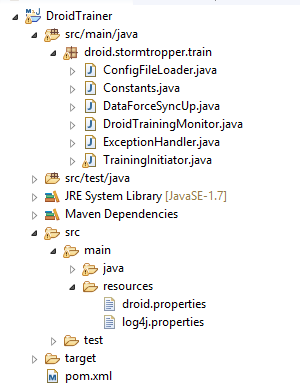 DroidTrainer
src/main/java
droid.stormtropper.train
ConfigFileLoader.java
Constants.java
DataForceSyncUp.java
DroidTrainingMonitor.java
ExceptionHandler.java
TrainingInitiator.java
src/test/java
JRE System Library [JavaSE-1.7]
Maven Dependencies
src
main
java
resources
droid.properties
log4j.properties
test
target
pom.xml